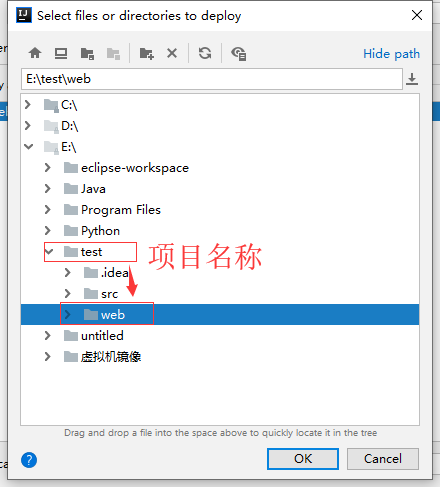 IJ
Select files or directories to deploy
Hide path
E:\test\web
C:\
D:\
E:\
eclipse-workspace
Java
Program Files
Python
test
项目名称
.idea
src
web
untitled
虚拟机镜像
Drag and drop a file into the space above to quickly locate it in the tree
?
OK
Cancel